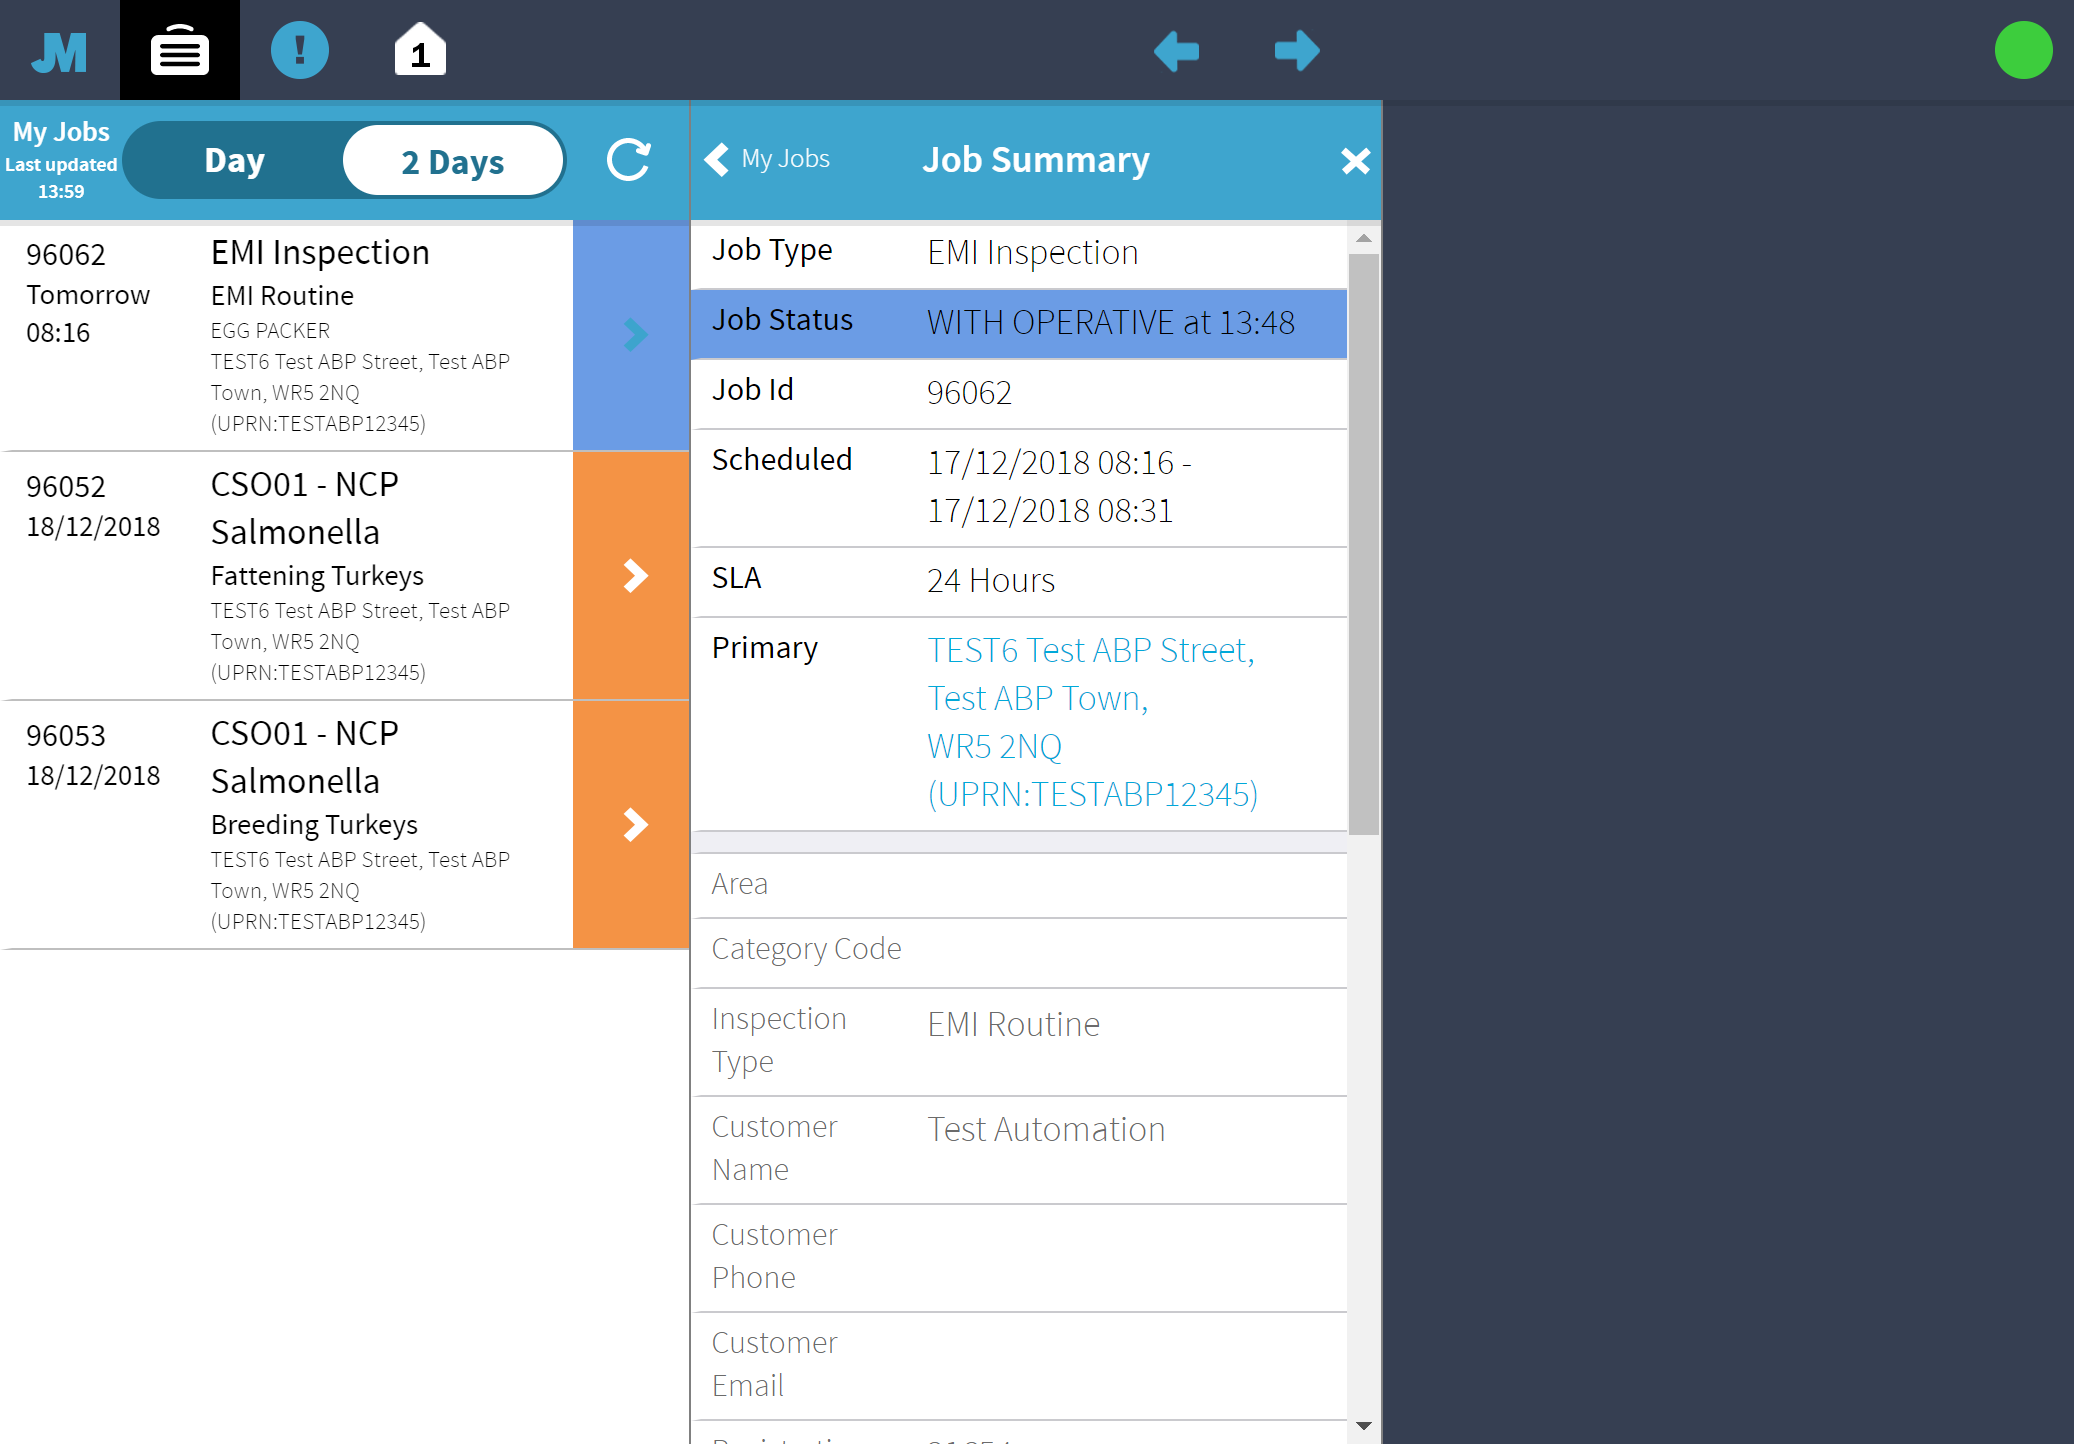 JM
!
1
My Jobs
Last updated
13:59
Day
2 Days
My Jobs
Job Summary
96062
Tomorrow
08:16
EMI Inspection
EMI Routine
EGG PACKER
TEST6 Test ABP Street, Test ABP
Town, WR5 2NQ
(UPRN:TESTABP12345)
96052
18/12/2018
CSO01 - NCP
Salmonella
Fattening Turkeys
TEST6 Test ABP Street, Test ABP
Town, WR5 2NQ
(UPRN:TESTABP12345)
96053
18/12/2018
CSO01 - NCP
Salmonella
Breeding Turkeys
TEST6 Test ABP Street, Test ABP
Town, WR5 2NQ
(UPRN:TESTABP12345)
Job Type
EMI Inspection
Job Status
WITH OPERATIVE at 13:48
Job Id
96062
Scheduled
17/12/2018 08:16 -
17/12/2018 08:31
SLA
24 Hours
Primary
TEST6 Test ABP Street,
Test ABP Town,
WR5 2NQ
(UPRN:TESTABP12345)
Area
Category Code
Inspection
Type
EMI Routine
Customer
Name
Test Automation
Customer
Phone
Customer
Email